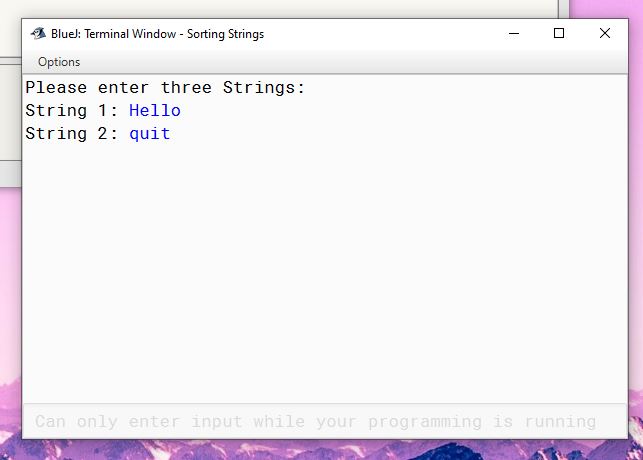 BlueJ: Terminal Window - Sorting Strings
Options
Please enter three Strings:
String 1: Hello
String 2: quit
Can only enter input while your programming is running